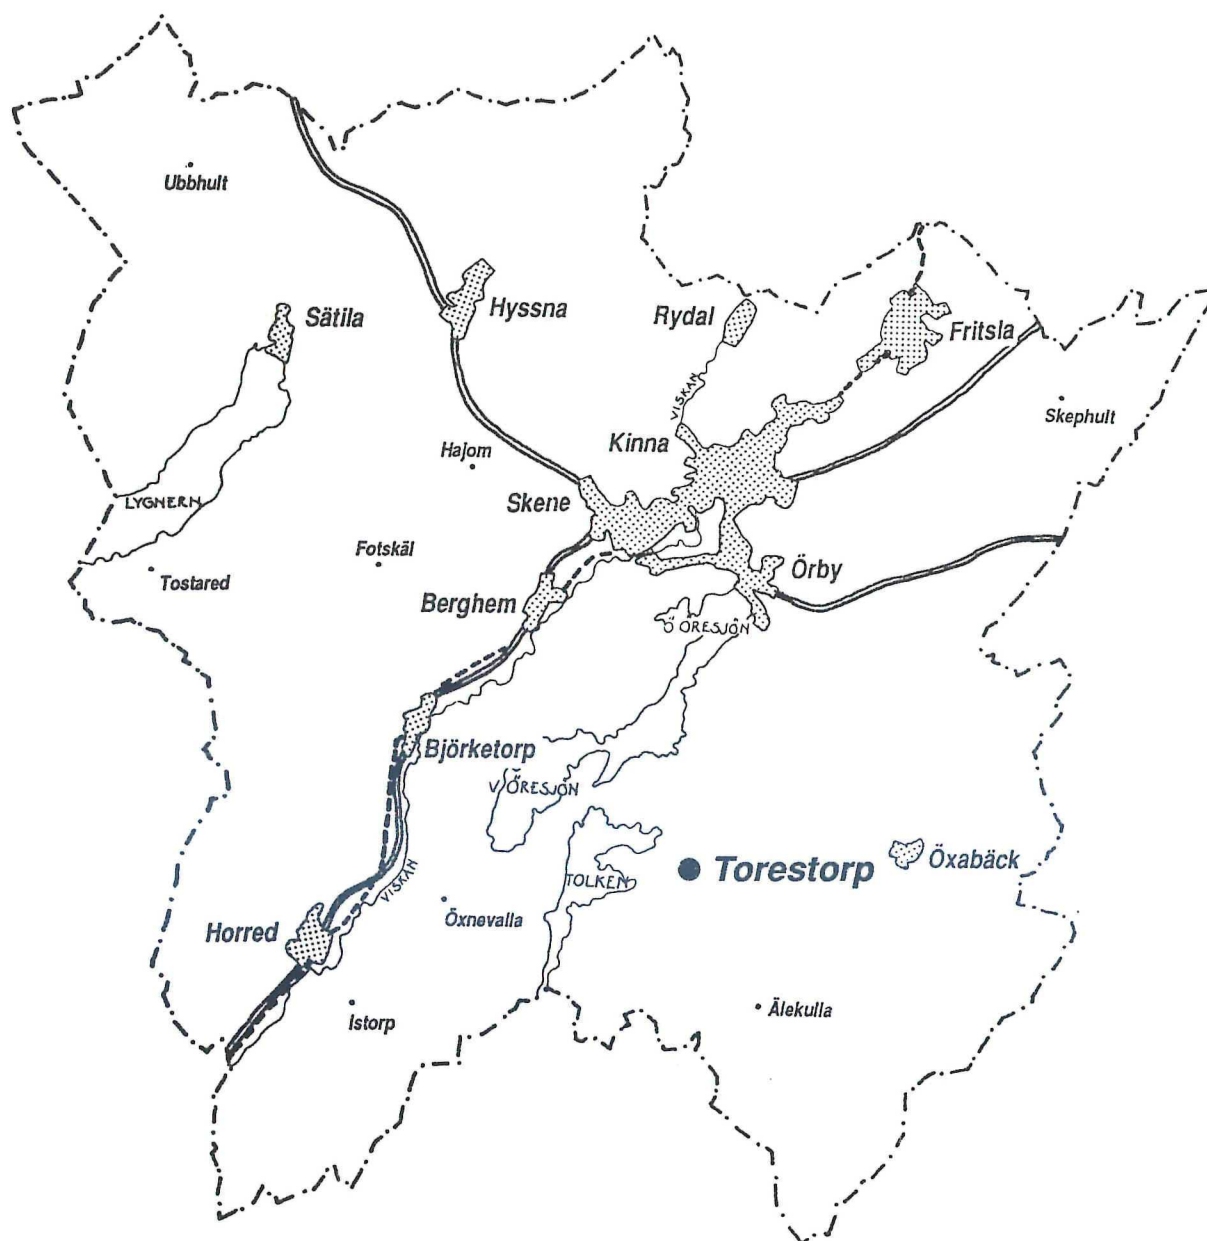 Ubbhult
Sätila
Hyssna
Rydal
Fritsla
VISKAN
Skephult
Kinna
Hajom
LYGNERN
Skene
Fotskäl
Tostared
Örby
Berghem
Ö ÖRESJÖN
Björketorp
V ÖRESJÖN
Torestorp
Öxabäck
TOLKEN
VISKAN
Öxnevalla
Horred
Istorp
Älekulla